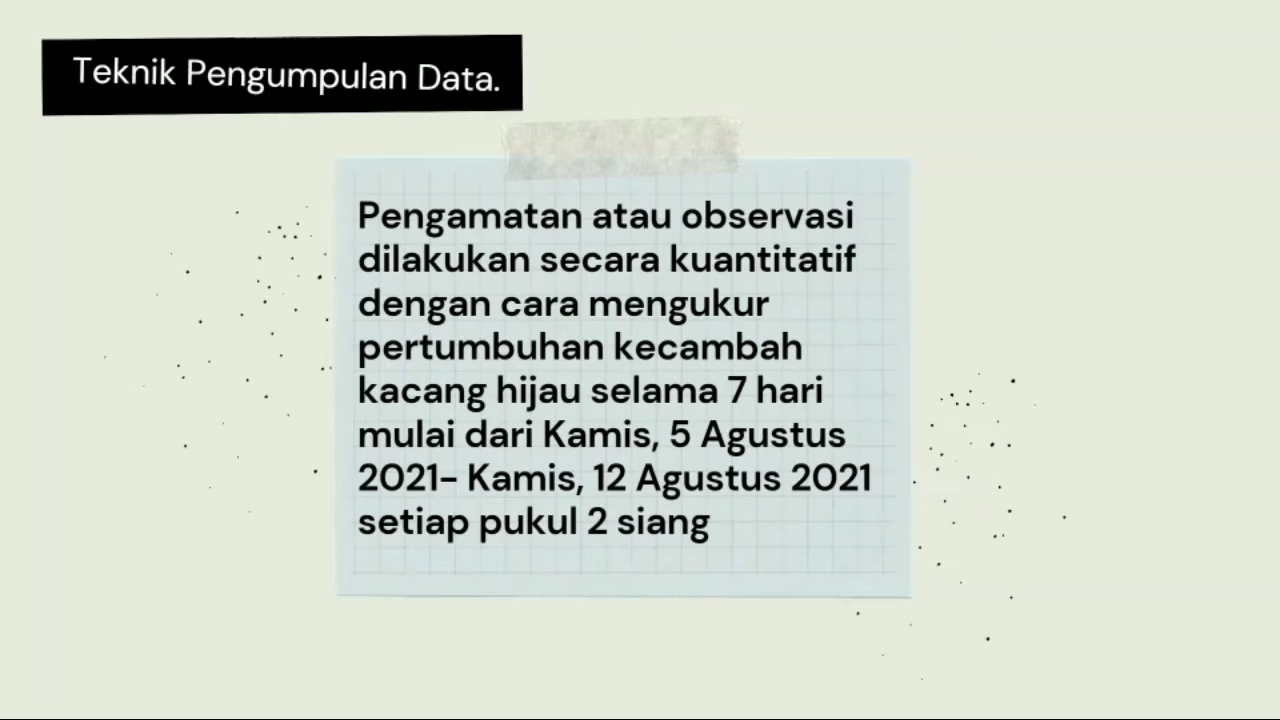 Teknik Pengumpulan Data.
Pengamatan atau observasi
dilakukan secara kuantitatif
dengan cara mengukur
pertumbuhan kecambah
kacang hijau selama 7 hari
mulai dari Kamis, 5 Agustus
2021- Kamis, 12 Agustus 2021
setiap pukul 2 siang